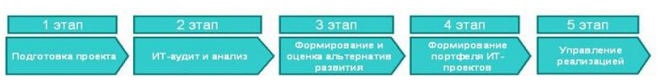 1 этап
2 этап
3 этап
4 этап
5 этап
Подготовка проекта
ИТ-аудит и анализ
Формирование и
оценка альтернатив
развития
Формирование
портфеля ИТ-
проектов
Управление
реализацией